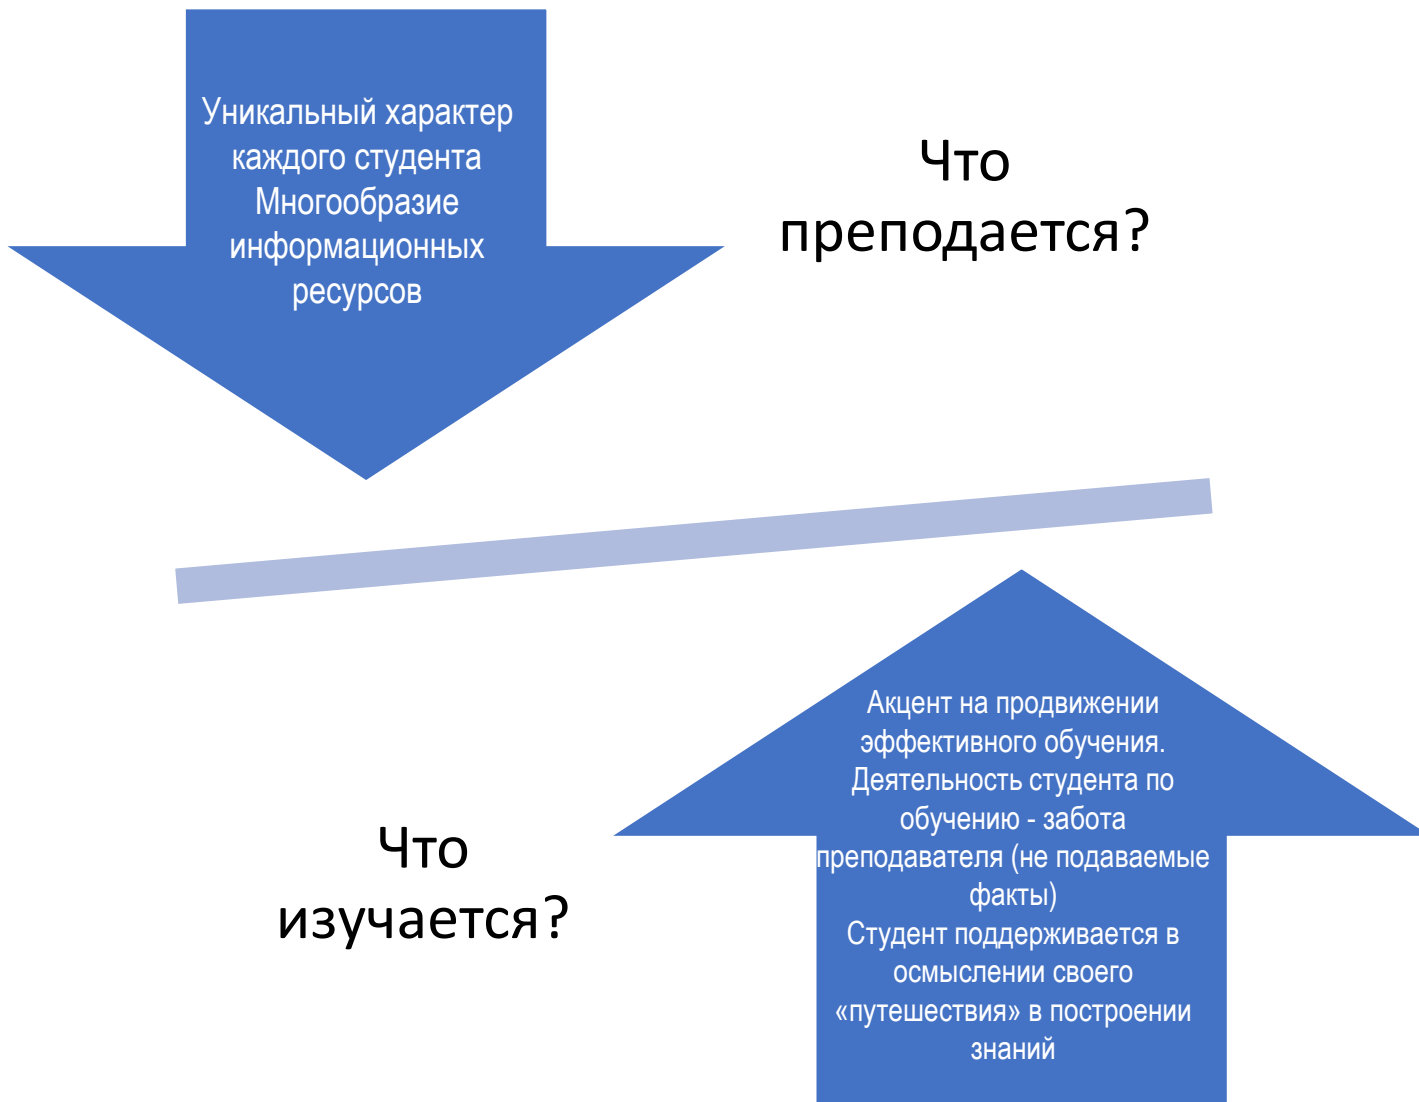 Уникальный характер
каждого студента
Многообразие
информационных
ресурсов
Что
преподается?
Что
изучается?
Акцент на продвижении
эффективного обучения.
Деятельность студента по
обучению - забота
преподавателя (не подаваемые
факты)
Студент поддерживается в
осмыслении своего
«путешествия» в построении
знаний